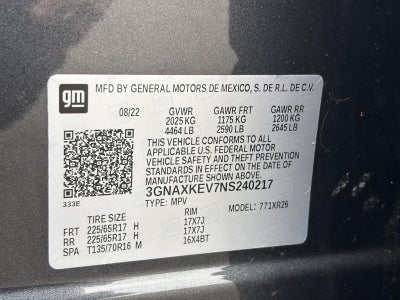 gm
MFD BY GENERAL MOTORS DE MEXICO, S. DE R.L. DE C.V.
08/22 GVWR GAWR FRT GAWR RR
2025 KG 1175 KG 1200 KG
4464 LB 2590 LB 2645 LB
THIS VEHICLE CONFORMS TO ALL
APPLICABLE U.S. FEDERAL MOTOR
VEHICLE SAFETY, BUMPER, AND THEFT
PREVENTION STANDARDS IN EFFECT ON THE
DATE OF MANUFACTURE SHOWN ABOVE.
333E
3GNAXKEV7NS240217
TYPE: MPV MODEL: 771XR26
TIRE SIZE RIM
FRT 225/65R17 H 17X7J
RR 225/65R17 H 17X7J
SPA T135/70R16 M 16X4BT